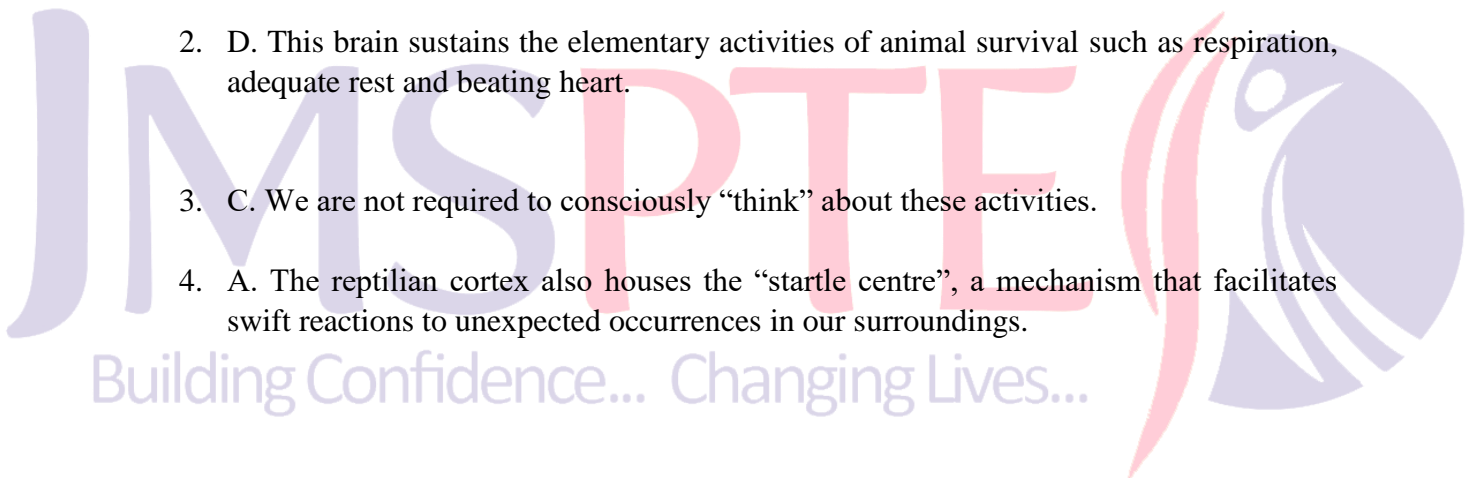 2. D. This brain sustains the elementary activities of animal survival such as respiration,
adequate rest and beating heart.
3. C. We are not required to consciously “think” about these activities.
4. A. The reptilian cortex also houses the “startle centre”, a mechanism that facilitates
swift reactions to unexpected occurrences in our surroundings.
JMSPTE
Building Confidence... Changing Lives...